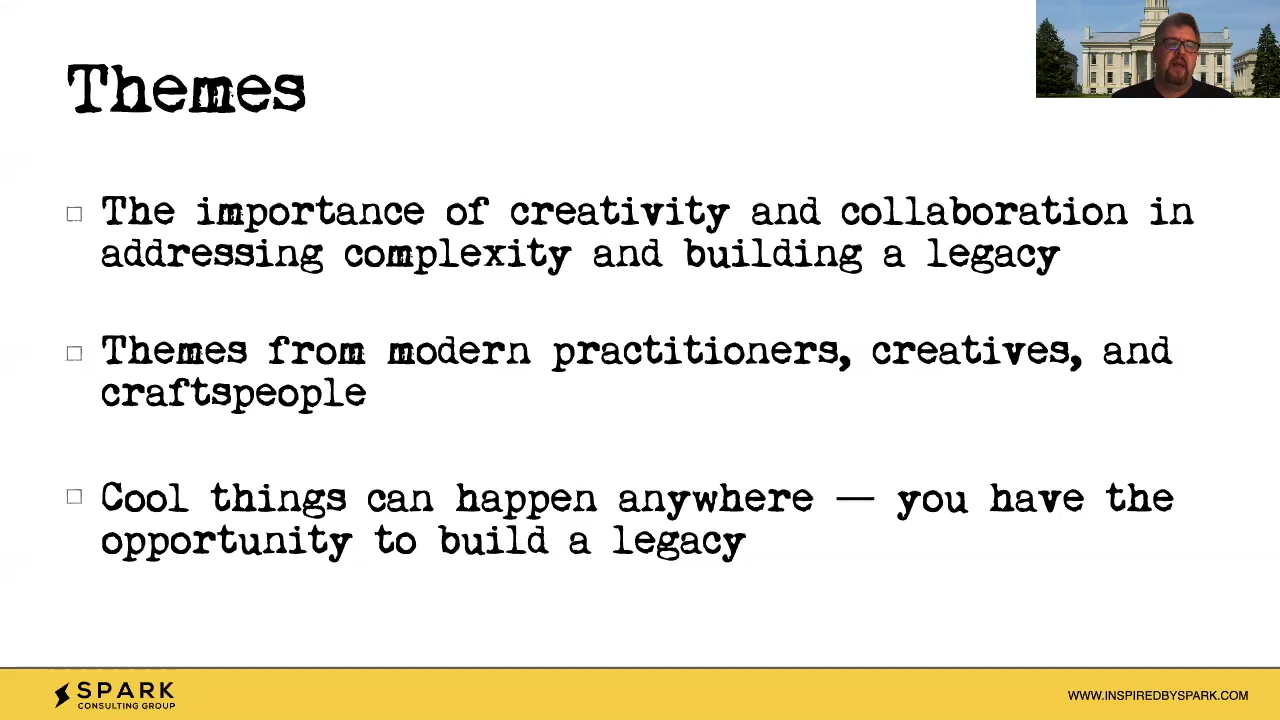 Themes
The importance of creativity and collaboration in
addressing complexity and building a legacy
Themes from modern practitioners, creatives, and
craftspeople
Cool things can happen anywhere — you have the
opportunity to build a legacy
SPARK
CONSULTING GROUP
WWW.INSPIREDBYSPARK.COM